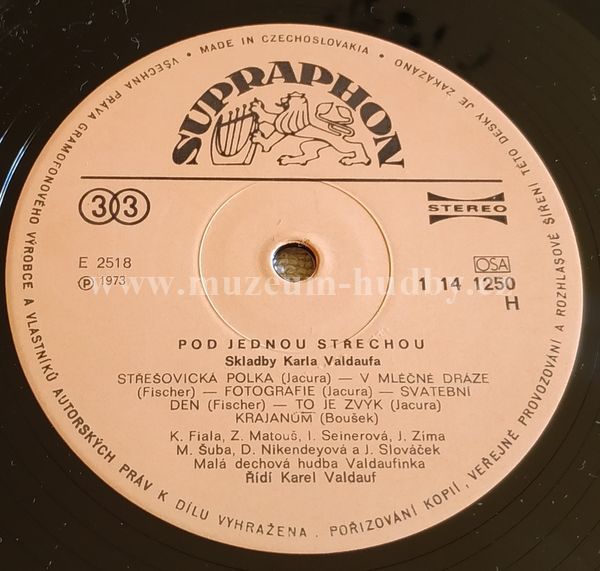 VŠECHNA PRÁVA GRAMOFONOVÉHO VÝROBCE A VLASTNÍKŮ AUTORSKÝCH PRÁV K DÍLU VYHRAŽENA. POŘIZOVÁNÍ KOPIÍ, VEŘEJNÉ PROVOZOVÁNÍ A ROZHLASOVÉ ŠÍŘENÍ TÉTO DESKY JE ZAKÁZÁNO • MADE IN CZECHOSLOVAKIA •
SUPRAPHON
33
STEREO
E 2518
Ⓟ 1973
OSA
1 14 1250
H
www.muzeum-hudby.cz
POD JEDNOU STŘECHOU
Skladby Karla Valdaufa
STŘEŠOVICKÁ POLKA (Jacura) — V MLÉČNÉ DRÁZE
(Fischer) — FOTOGRAFIE (Jacura) — SVATEBNÍ
DEN (Fischer) — TO JE ZVYK (Jacura)
KRAJANŮM (Boušek)
K. Fiala, Z. Matouš, I. Seinerová, J. Zíma
M. Šuba, D. Nikendeyová a J. Slováček
Malá dechová hudba Valdaufinka
Řídí Karel Valdauf